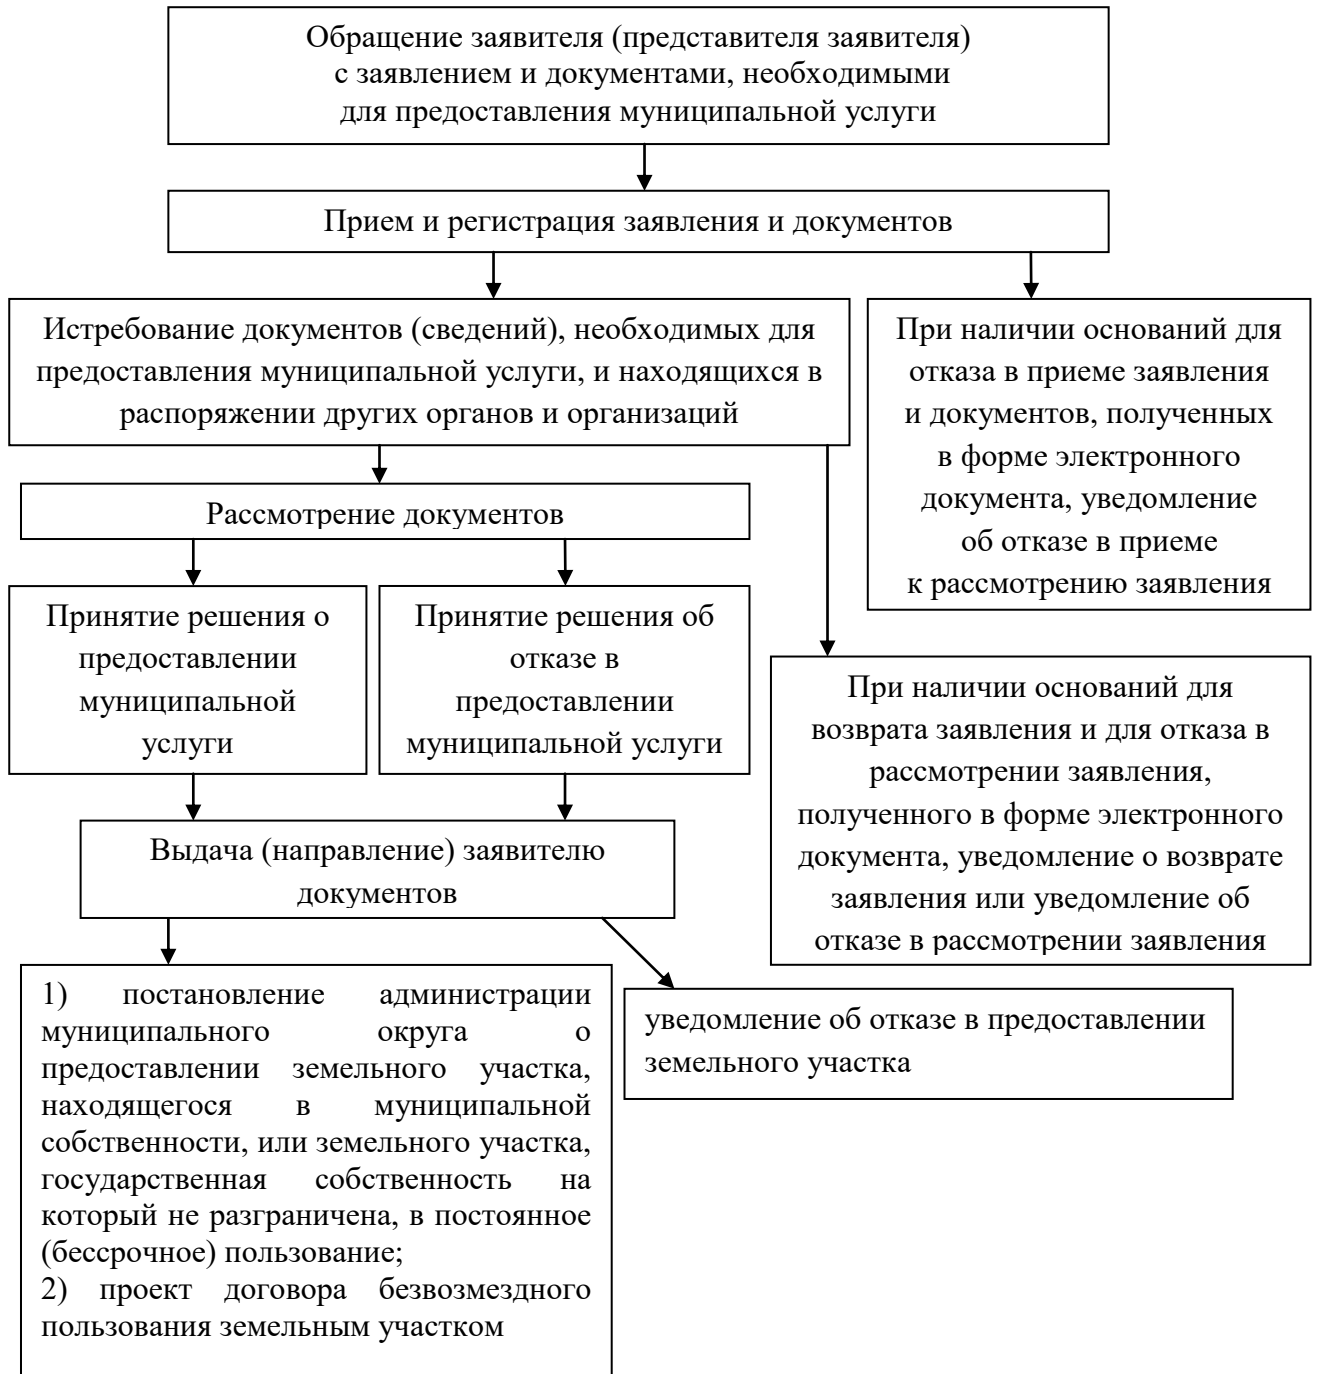 Обращение заявителя (представителя заявителя)
с заявлением и документами, необходимыми
для предоставления муниципальной услуги
Прием и регистрация заявления и документов
Истребование документов (сведений), необходимых для
предоставления муниципальной услуги, и находящихся в
распоряжении других органов и организаций
При наличии оснований для
отказа в приеме заявления
и документов, полученных
в форме электронного
документа, уведомление
об отказе в приеме
к рассмотрению заявления
Рассмотрение документов
Принятие решения о
предоставлении
муниципальной
услуги
Принятие решения об
отказе в
предоставлении
муниципальной услуги
При наличии оснований для
возврата заявления и для отказа в
рассмотрении заявления,
полученного в форме электронного
документа, уведомление о возврате
заявления или уведомление об
отказе в рассмотрении заявления
Выдача (направление) заявителю
документов
1) постановление администрации
муниципального округа о
предоставлении земельного участка,
находящегося в муниципальной
собственности, или земельного участка,
государственная собственность на
который не разграничена, в постоянное
(бессрочное) пользование;
2) проект договора безвозмездного
пользования земельным участком
уведомление об отказе в предоставлении
земельного участка